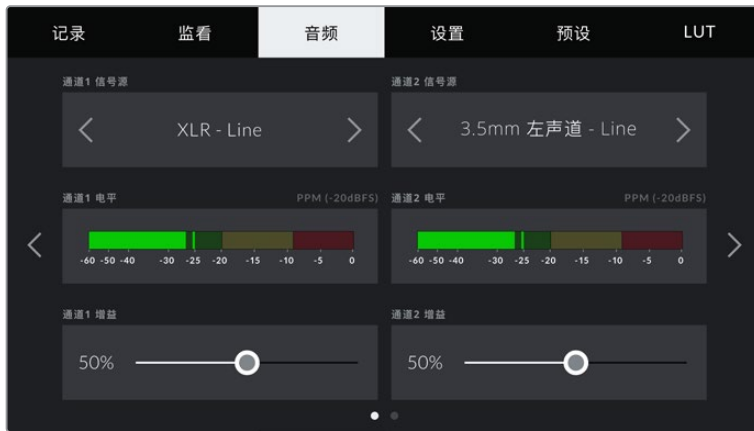 记录 监看 音频 设置 预设 LUT
通道1 信号源 通道2 信号源
XLR - Line 3.5mm 左声道 - Line
通道1 电平 PPM (-20dBFS) 通道2 电平 PPM (-20dBFS)
-60 -50 -40 -30 -25 -20 -15 -10 -5 0 -60 -50 -40 -30 -25 -20 -15 -10 -5 0
通道1 增益 通道2 增益
50% 50%